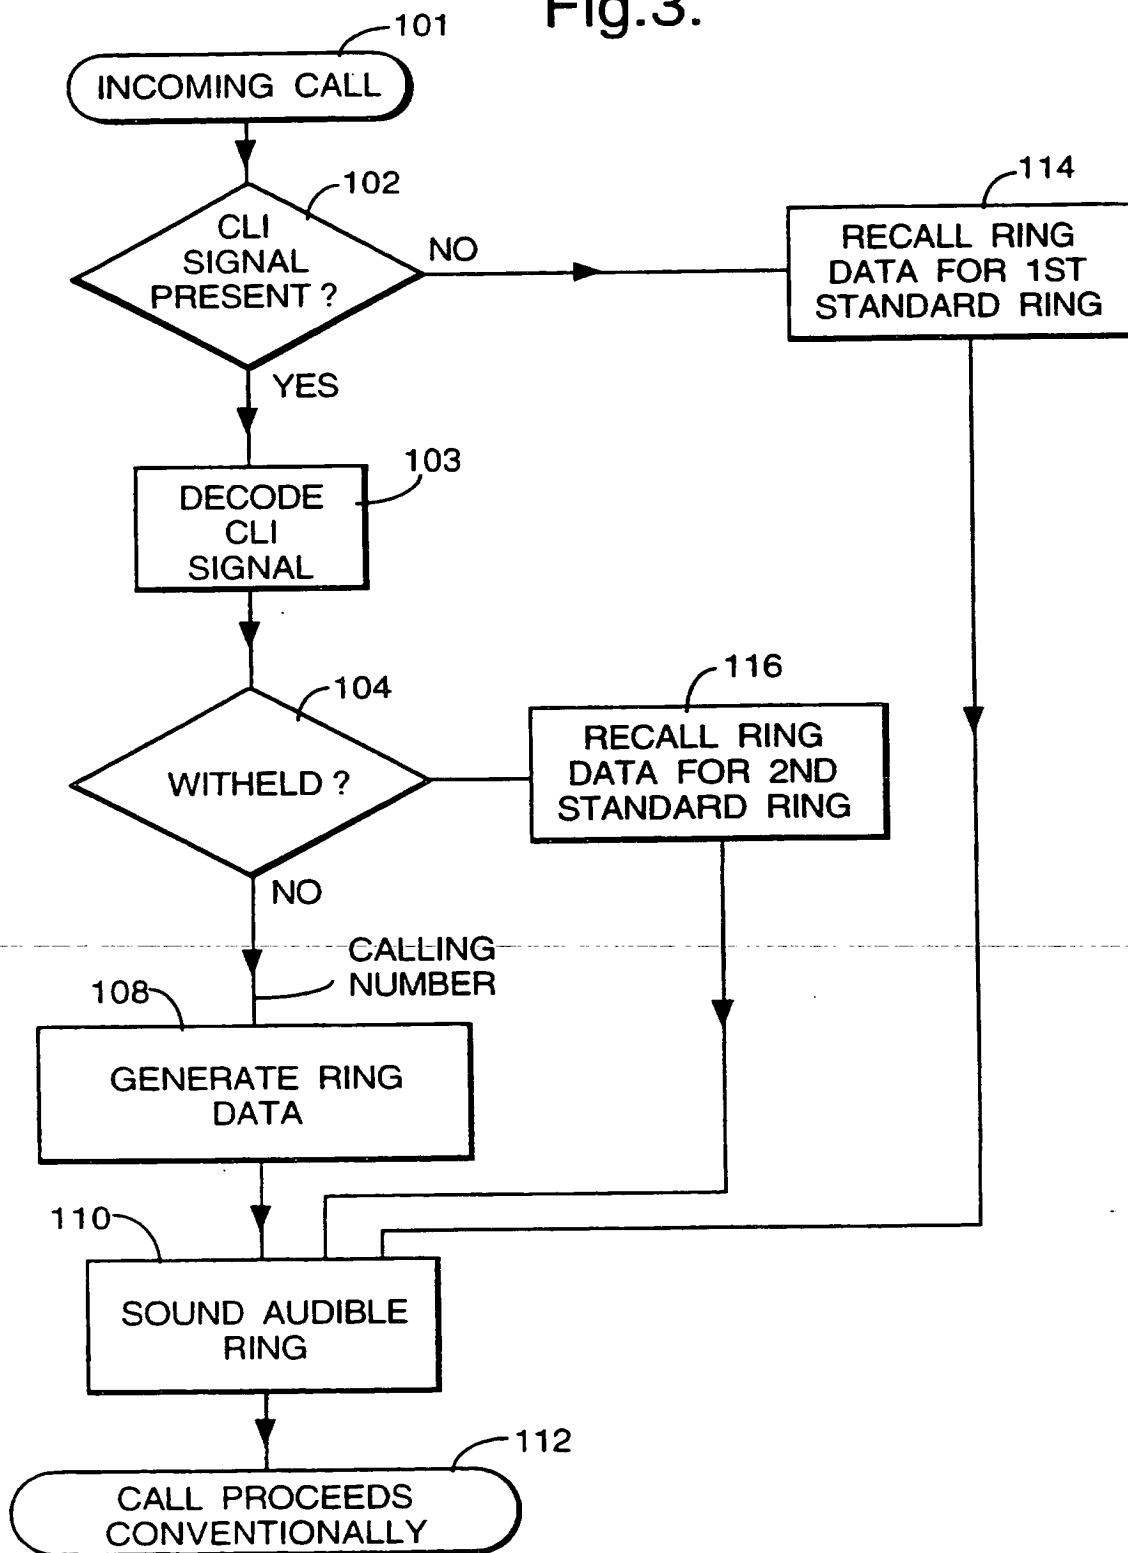 Fig.3.
101
INCOMING CALL
102
CLI
SIGNAL
PRESENT ?
NO
114
RECALL RING
DATA FOR 1ST
STANDARD RING
YES
103
DECODE
CLI
SIGNAL
104
WITHELD ?
116
RECALL RING
DATA FOR 2ND
STANDARD RING
NO
CALLING
NUMBER
108
GENERATE RING
DATA
110
SOUND AUDIBLE
RING
112
CALL PROCEEDS
CONVENTIONALLY